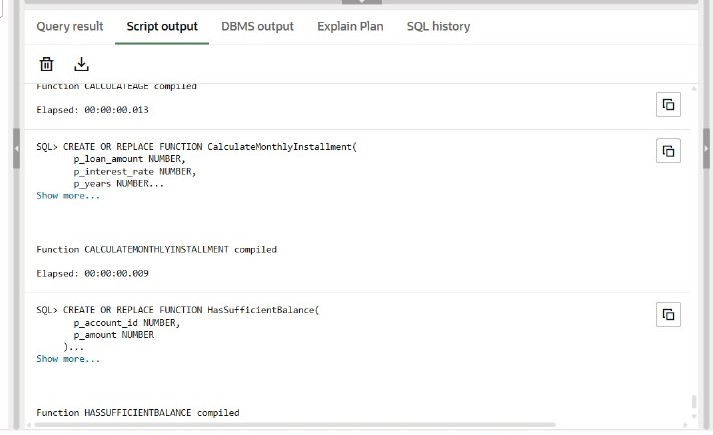 Query result Script output DBMS output Explain Plan SQL history
Function CALCULATEAGE compiled
Elapsed: 00:00:00.013
SQL> CREATE OR REPLACE FUNCTION CalculateMonthlyInstallment(
p_loan_amount NUMBER,
p_interest_rate NUMBER,
p_years NUMBER...
Show more...
Function CALCULATEMONTHLYINSTALLMENT compiled
Elapsed: 00:00:00.009
SQL> CREATE OR REPLACE FUNCTION HasSufficientBalance(
p_account_id NUMBER,
p_amount NUMBER
)...
Show more...
Function HASSUFFICIENTBALANCE compiled